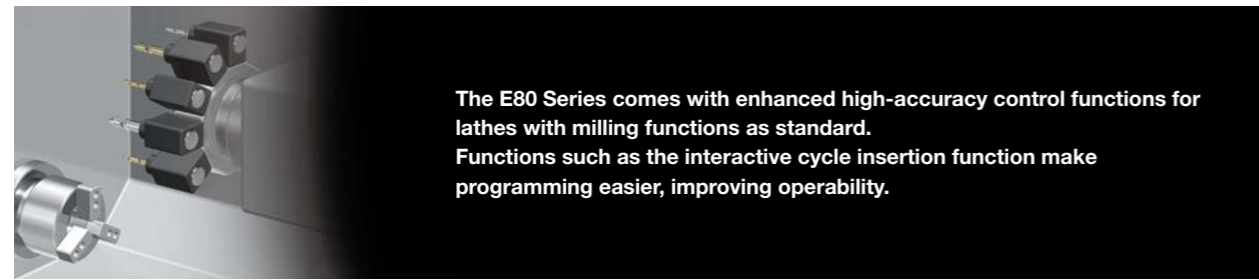 The E80 Series comes with enhanced high-accuracy control functions for
lathes with milling functions as standard.
Functions such as the interactive cycle insertion function make
programming easier, improving operability.